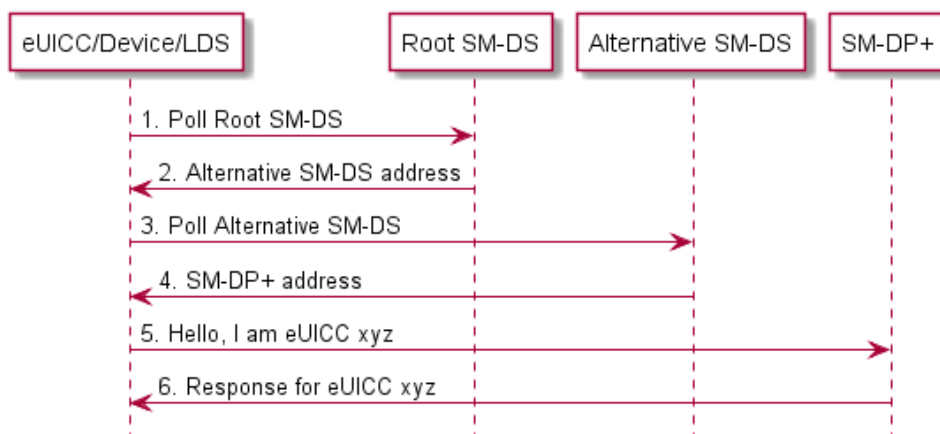 eUICC/Device/LDS
Root SM-DS
Alternative SM-DS
SM-DP+
1. Poll Root SM-DS
2. Alternative SM-DS address
3. Poll Alternative SM-DS
4. SM-DP+ address
5. Hello, I am eUICC xyz
6. Response for eUICC xyz